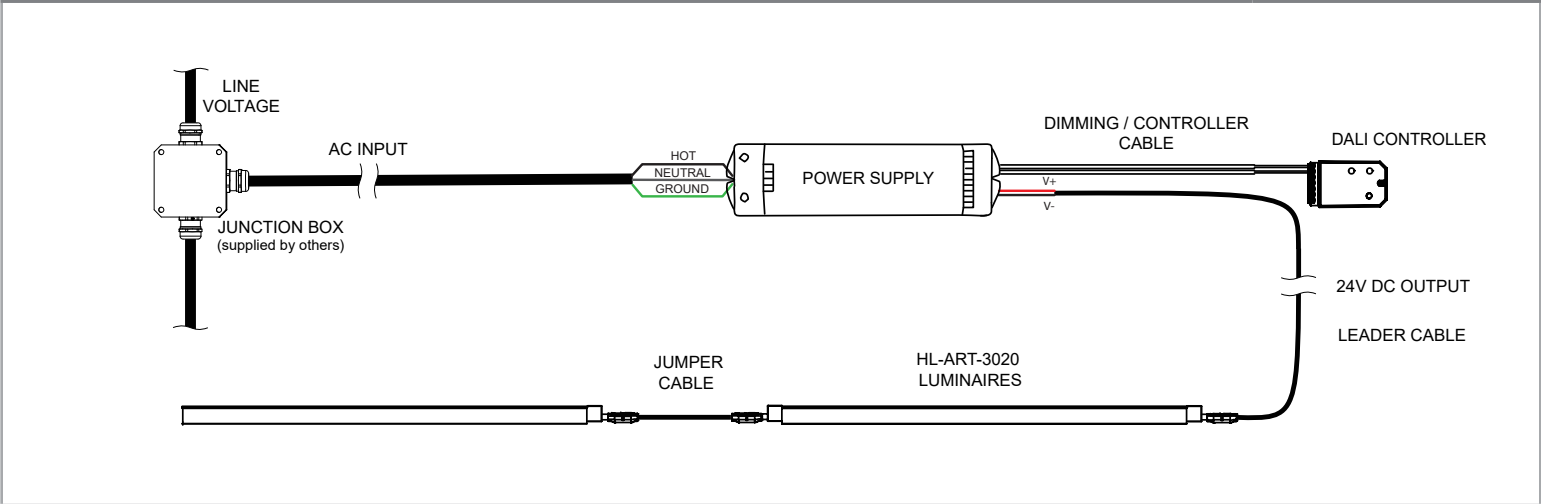 LINE
VOLTAGE
AC INPUT
JUNCTION BOX
(supplied by others)
HOT
NEUTRAL
GROUND
POWER SUPPLY
DIMMING / CONTROLLER
CABLE
V+
V-
DALI CONTROLLER
24V DC OUTPUT
LEADER CABLE
JUMPER
CABLE
HL-ART-3020
LUMINAIRES